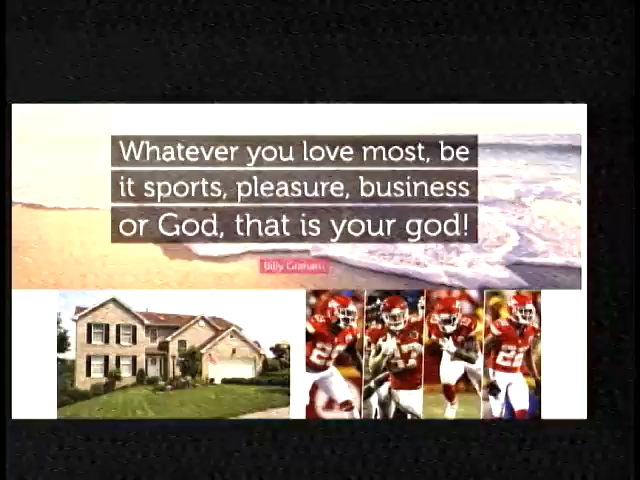 Whatever you love most, be
it sports, pleasure, business
or God, that is your god!
Billy Graham